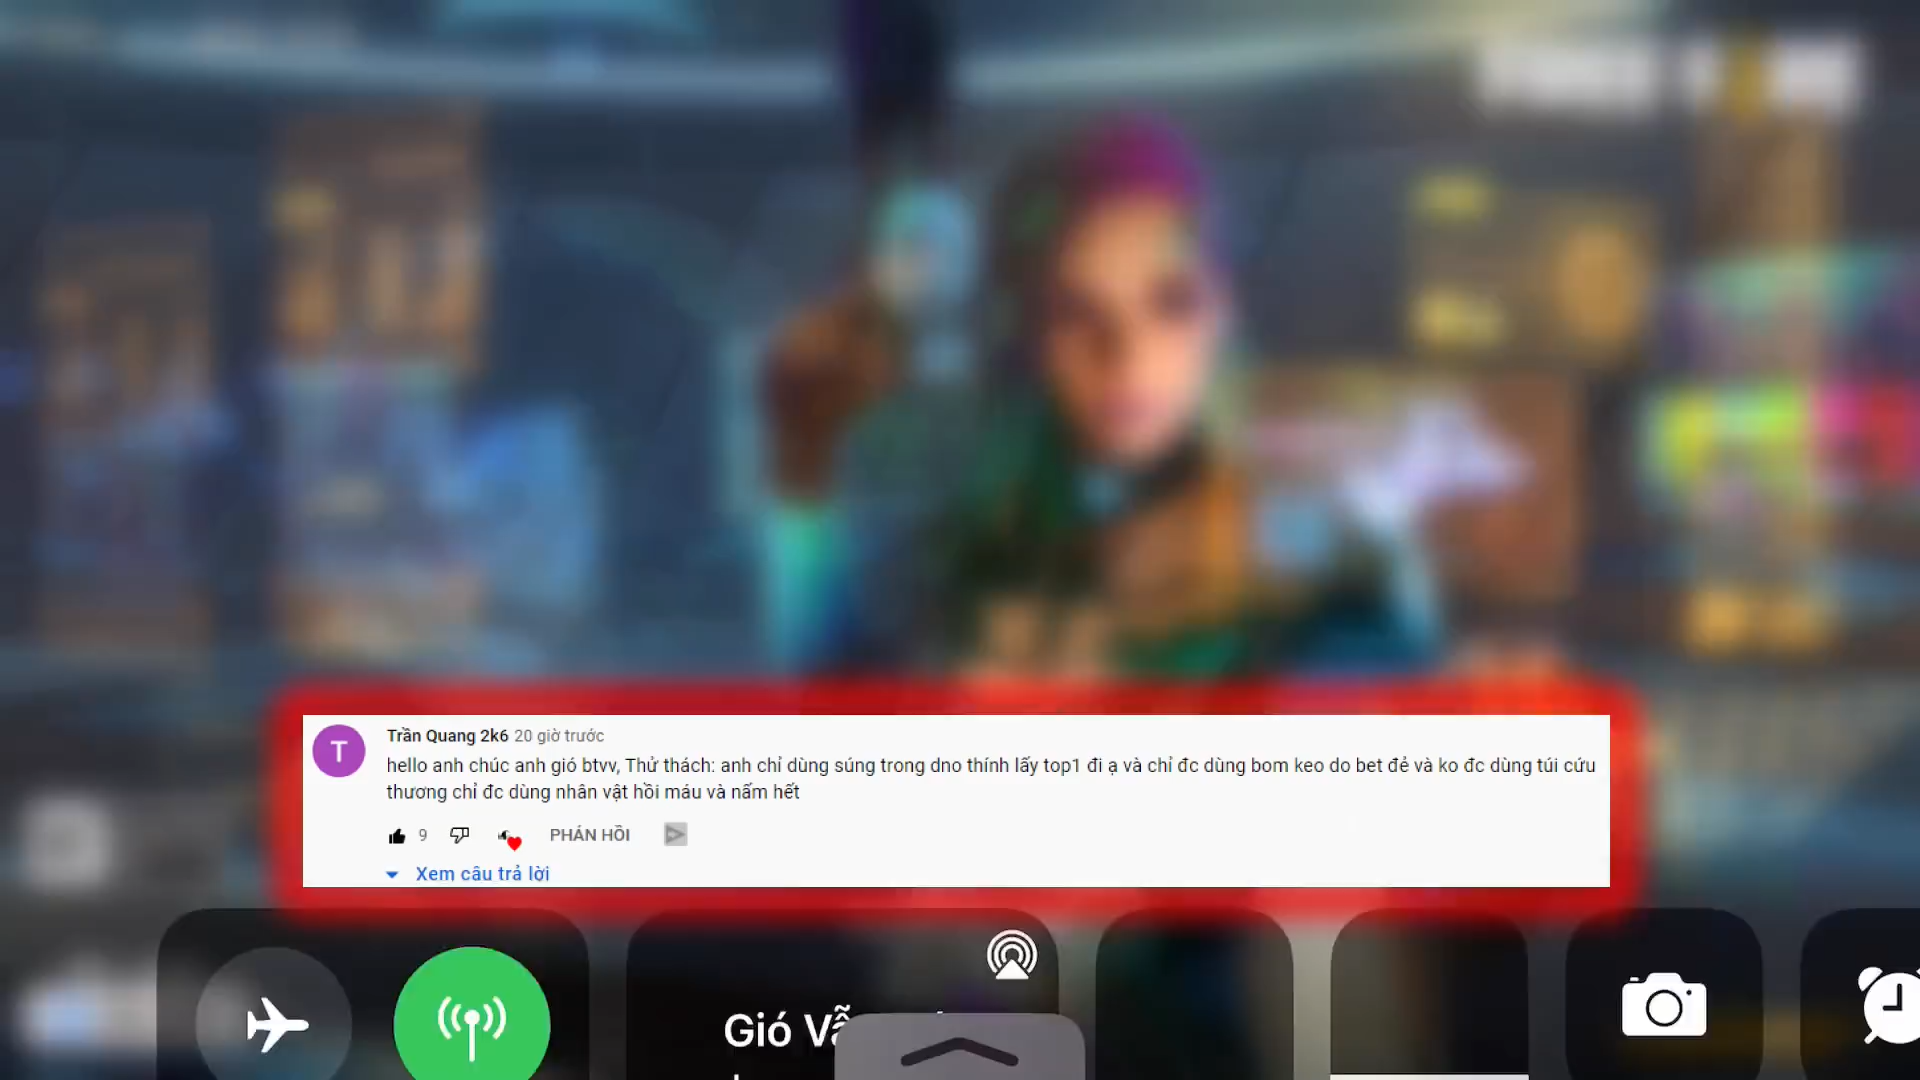 T
Trần Quang 2k6 20 giờ trước
hello anh chúc anh gió btvv, Thử thách: anh chỉ dùng súng trong dno thính lấy top1 đi ạ và chỉ đc dùng bom keo do bet đẻ và ko đc dùng túi cứu
thương chỉ đc dùng nhân vật hồi máu và nấm hết
9 PHẢN HỒI
Xem câu trả lời
Gió